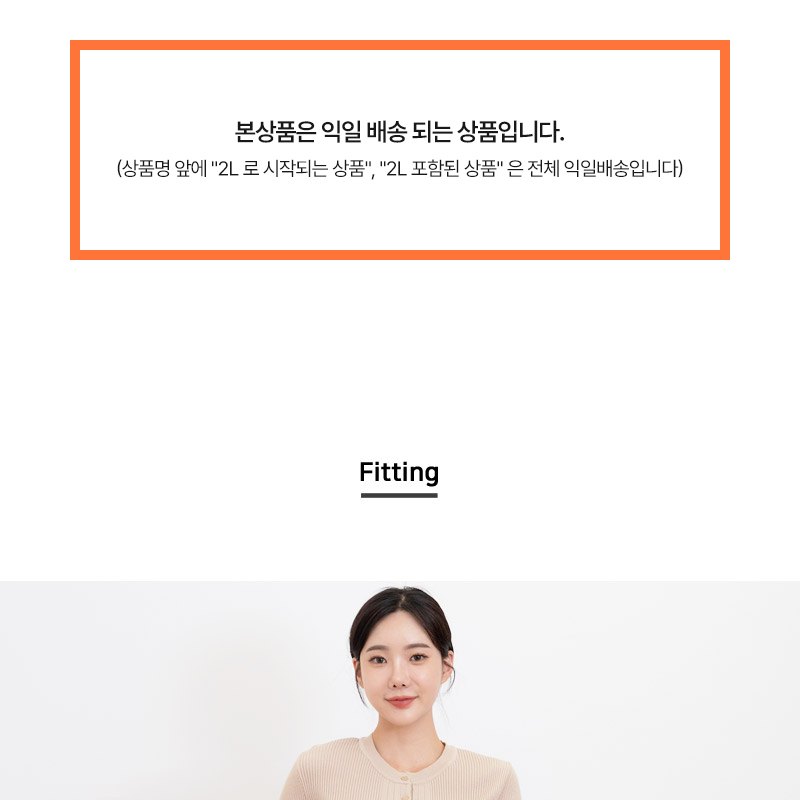 본상품은 익일 배송 되는 상품입니다.
(상품명 앞에 "2L 로 시작되는 상품", "2L 포함된 상품" 은 전체 익일배송입니다)
Fitting